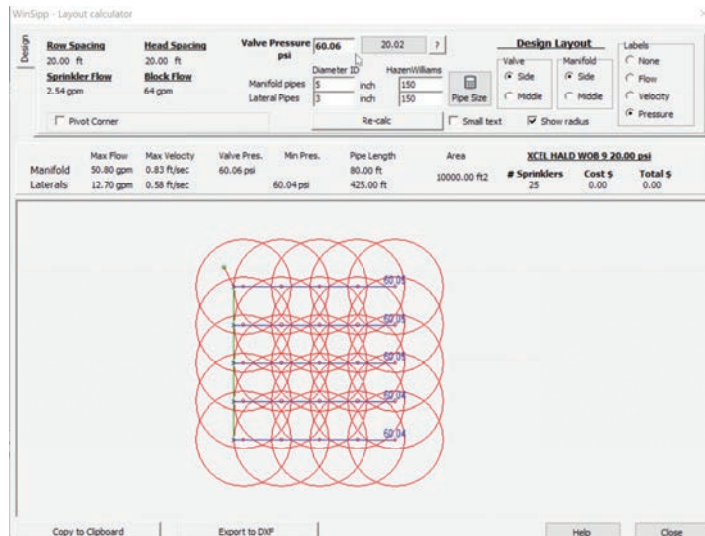 WinSipp - Layout calculator
Design
Row Spacing Head Spacing Valve Pressure psi 60.06 20.02 ? Design Layout Labels
20.00 ft 20.00 ft Valve Manifold None
Sprinkler Flow Block Flow Diameter ID HazenWilliams Side Side Flow
2.54 gpm 64 gpm Manifold pipes 5 inch 150 Middle Middle Velocity
Lateral Pipes 3 inch 150 Pipe Size Pressure
Pivot Corner Re-calc Small text Show radius
Max Flow Max Velocity Valve Pres. Min Pres. Pipe Length Area XCEL HALD WOB 9 20.00 psi
Manifold 50.80 gpm 0.83 ft/sec 60.06 psi 80.00 ft 10000.00 ft2 # Sprinklers Cost $ Total $
Laterals 12.70 gpm 0.58 ft/sec 60.04 psi 425.00 ft 25 0.00 0.00
60.05
60.05
60.05
60.04
60.04
Copy to Clipboard Export to DXF Help Close